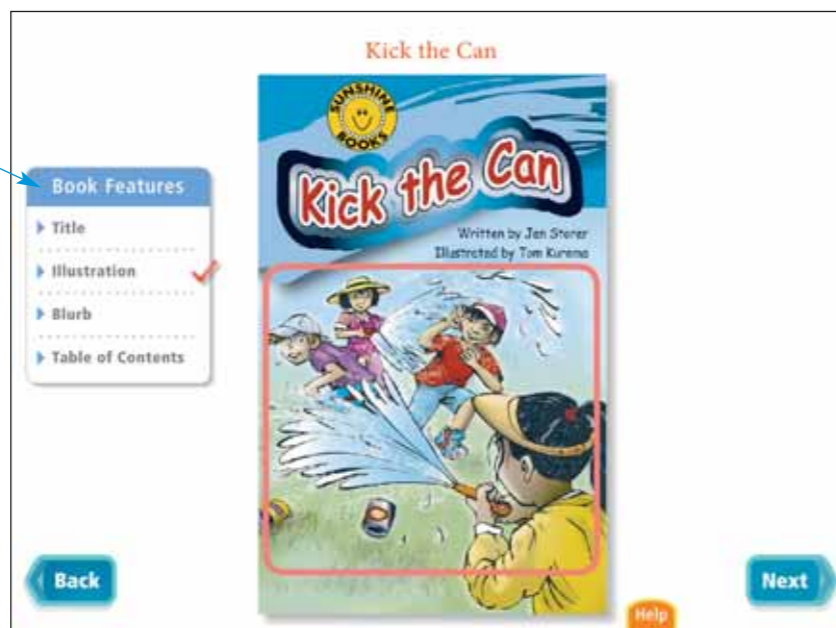 Kick the Can
SUNSHINE
BOOKS
Kick the Can
Written by Jen Storer
Illustrated by Tom Kurema
Book Features
Title
Illustration
Blurb
Table of Contents
Back
Next
Help